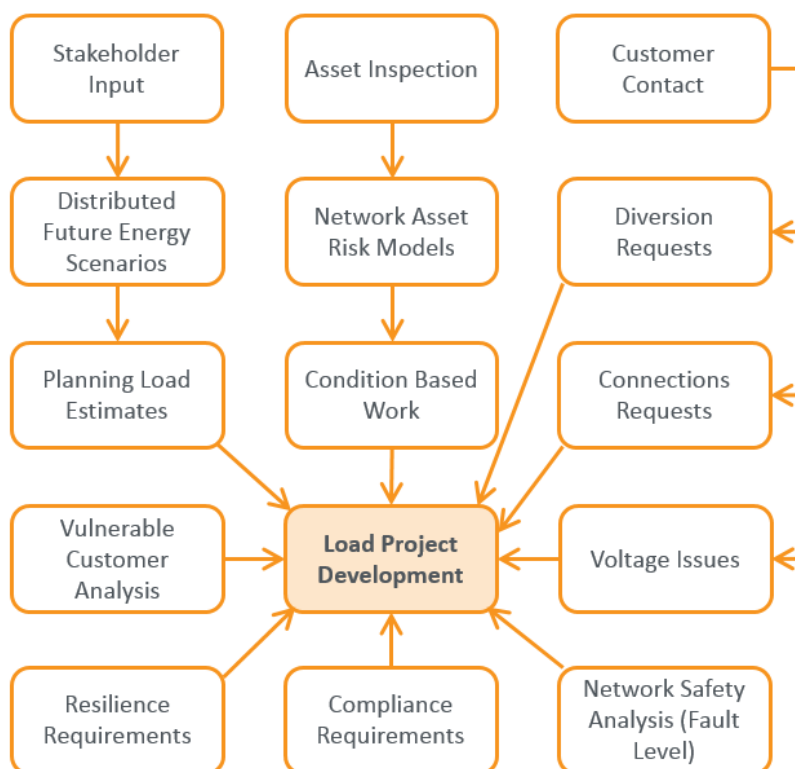 Stakeholder
Input
Asset Inspection
Customer
Contact
Distributed
Future Energy
Scenarios
Network Asset
Risk Models
Diversion
Requests
Planning Load
Estimates
Condition Based
Work
Connections
Requests
Vulnerable
Customer
Analysis
Load Project
Development
Voltage Issues
Resilience
Requirements
Compliance
Requirements
Network Safety
Analysis (Fault
Level)